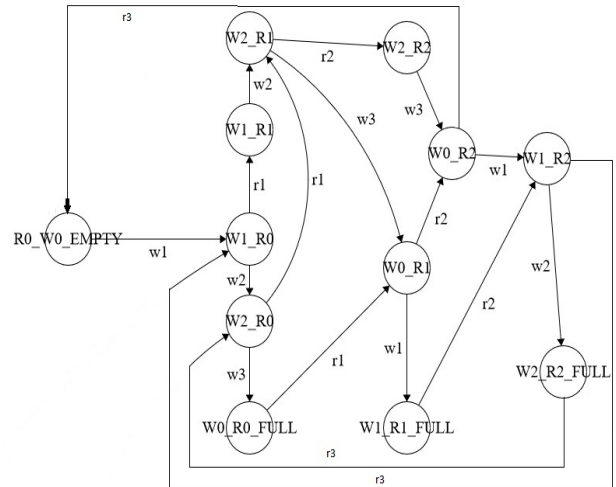 r3
W2_R1
r2
W2_R2
w2
w3
w3
W1_R1
W0_R2
w1
W1_R2
r1
r1
r2
R0_W0_EMPTY
w1
W1_R0
w2
W0_R1
w2
W2_R0
r2
r1
w1
w3
W2_R2_FULL
W0_R0_FULL
W1_R1_FULL
r3
r3